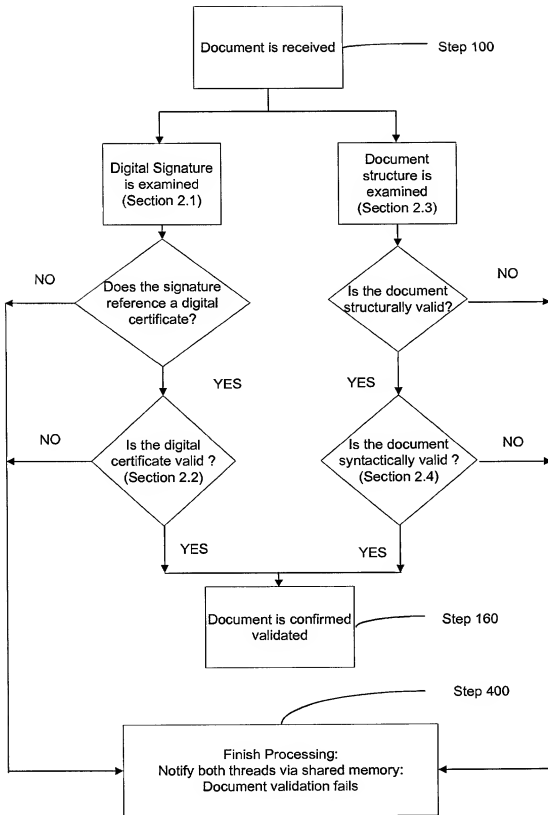 Document is received
Step 100
Digital Signature
is examined
(Section 2.1)
Document
structure is
examined
(Section 2.3)
NO
Does the signature
reference a digital
certificate?
Is the document
structurally valid?
NO
YES
YES
NO
Is the digital
certificate valid ?
(Section 2.2)
Is the document
syntactically valid ?
(Section 2.4)
NO
YES
YES
Document is confirmed
validated
Step 160
Step 400
Finish Processing:
Notify both threads via shared memory:
Document validation fails